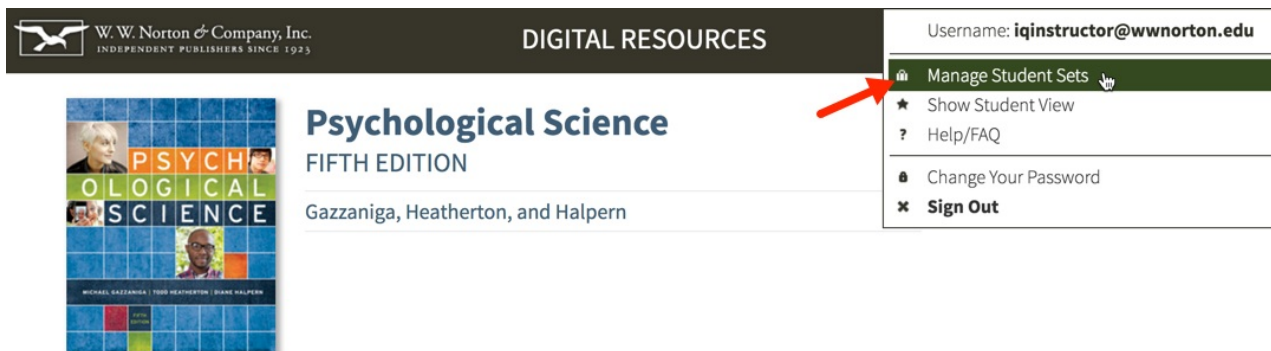 W. W. Norton & Company, Inc.
INDEPENDENT PUBLISHERS SINCE 1923
DIGITAL RESOURCES
Username: iqinstructor@wwnorton.edu
Manage Student Sets
Show Student View
? Help/FAQ
Change Your Password
Sign Out
Psychological Science
FIFTH EDITION
Gazzaniga, Heatherton, and Halpern
PSYCH
OLOGICAL
SCIENCE
MICHAEL GAZZANIGA | TODD HEATHERTON | DIANE HALPERN
FIFTH
EDITION